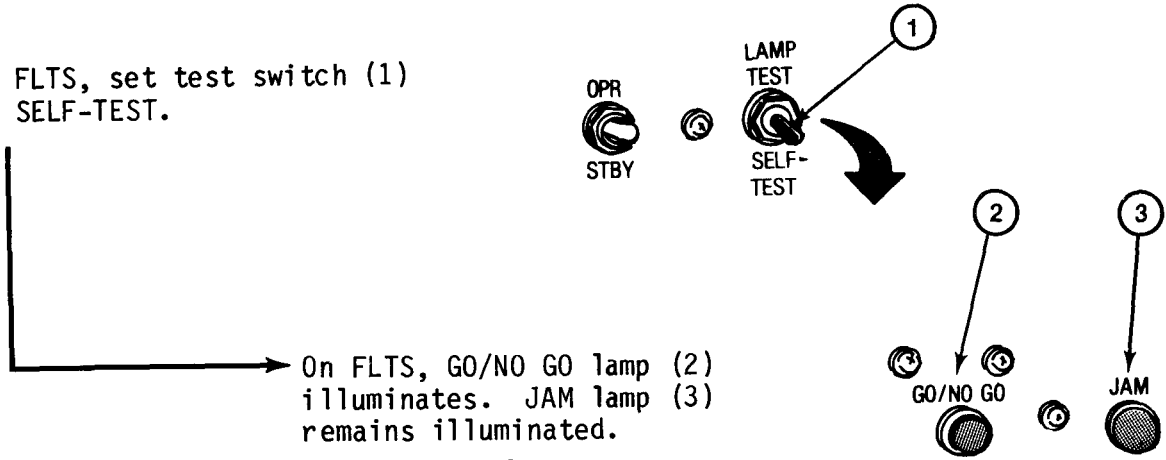 FLTS, set test switch (1)
SELF-TEST.
1
LAMP
TEST
OPR
STBY
SELF-
TEST
2
3
On FLTS, GO/NO GO lamp (2)
illuminates. JAM lamp (3)
remains illuminated.
GO/NO GO
JAM